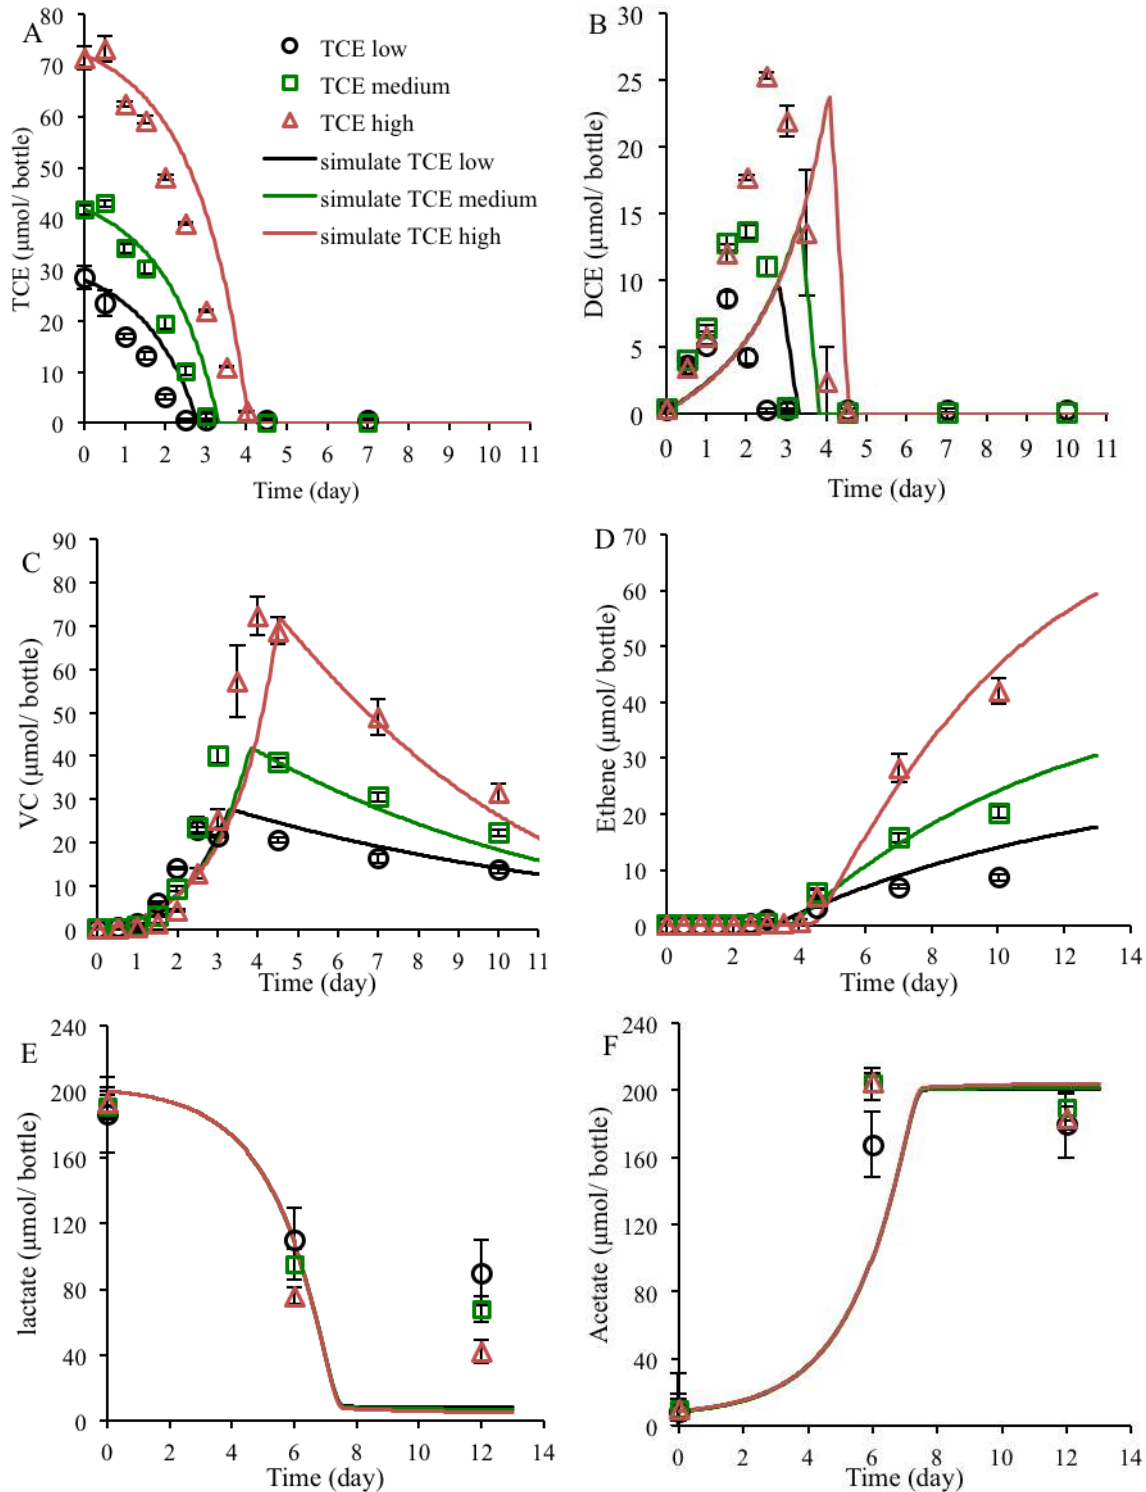 A
TCE (μmol/ bottle)
80
70
60
50
40
30
20
10
0
0 1 2 3 4 5 6 7 8 9 10 11
Time (day)
TCE low
TCE medium
TCE high
simulate TCE low
simulate TCE medium
simulate TCE high
B
DCE (μmol/ bottle)
30
25
20
15
10
5
0
0 1 2 3 4 5 6 7 8 9 10 11
Time (day)
C
VC (μmol/ bottle)
90
80
70
60
50
40
30
20
10
0
0 1 2 3 4 5 6 7 8 9 10 11
Time (day)
D
Ethene (μmol/ bottle)
70
60
50
40
30
20
10
0
0 2 4 6 8 10 12 14
Time (day)
E
lactate (μmol/ bottle)
240
200
160
120
80
40
0
0 2 4 6 8 10 12 14
Time (day)
F
Acetate (μmol/ bottle)
240
200
160
120
80
40
0
0 2 4 6 8 10 12 14
Time (day)